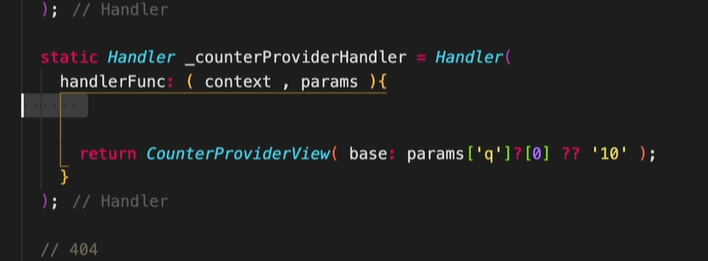 ); // Handler
static Handler _counterProviderHandler = Handler(
handlerFunc: ( context , params ){
return CounterProviderView( base: params['q']?[0] ?? '10' );
}
); // Handler
// 404